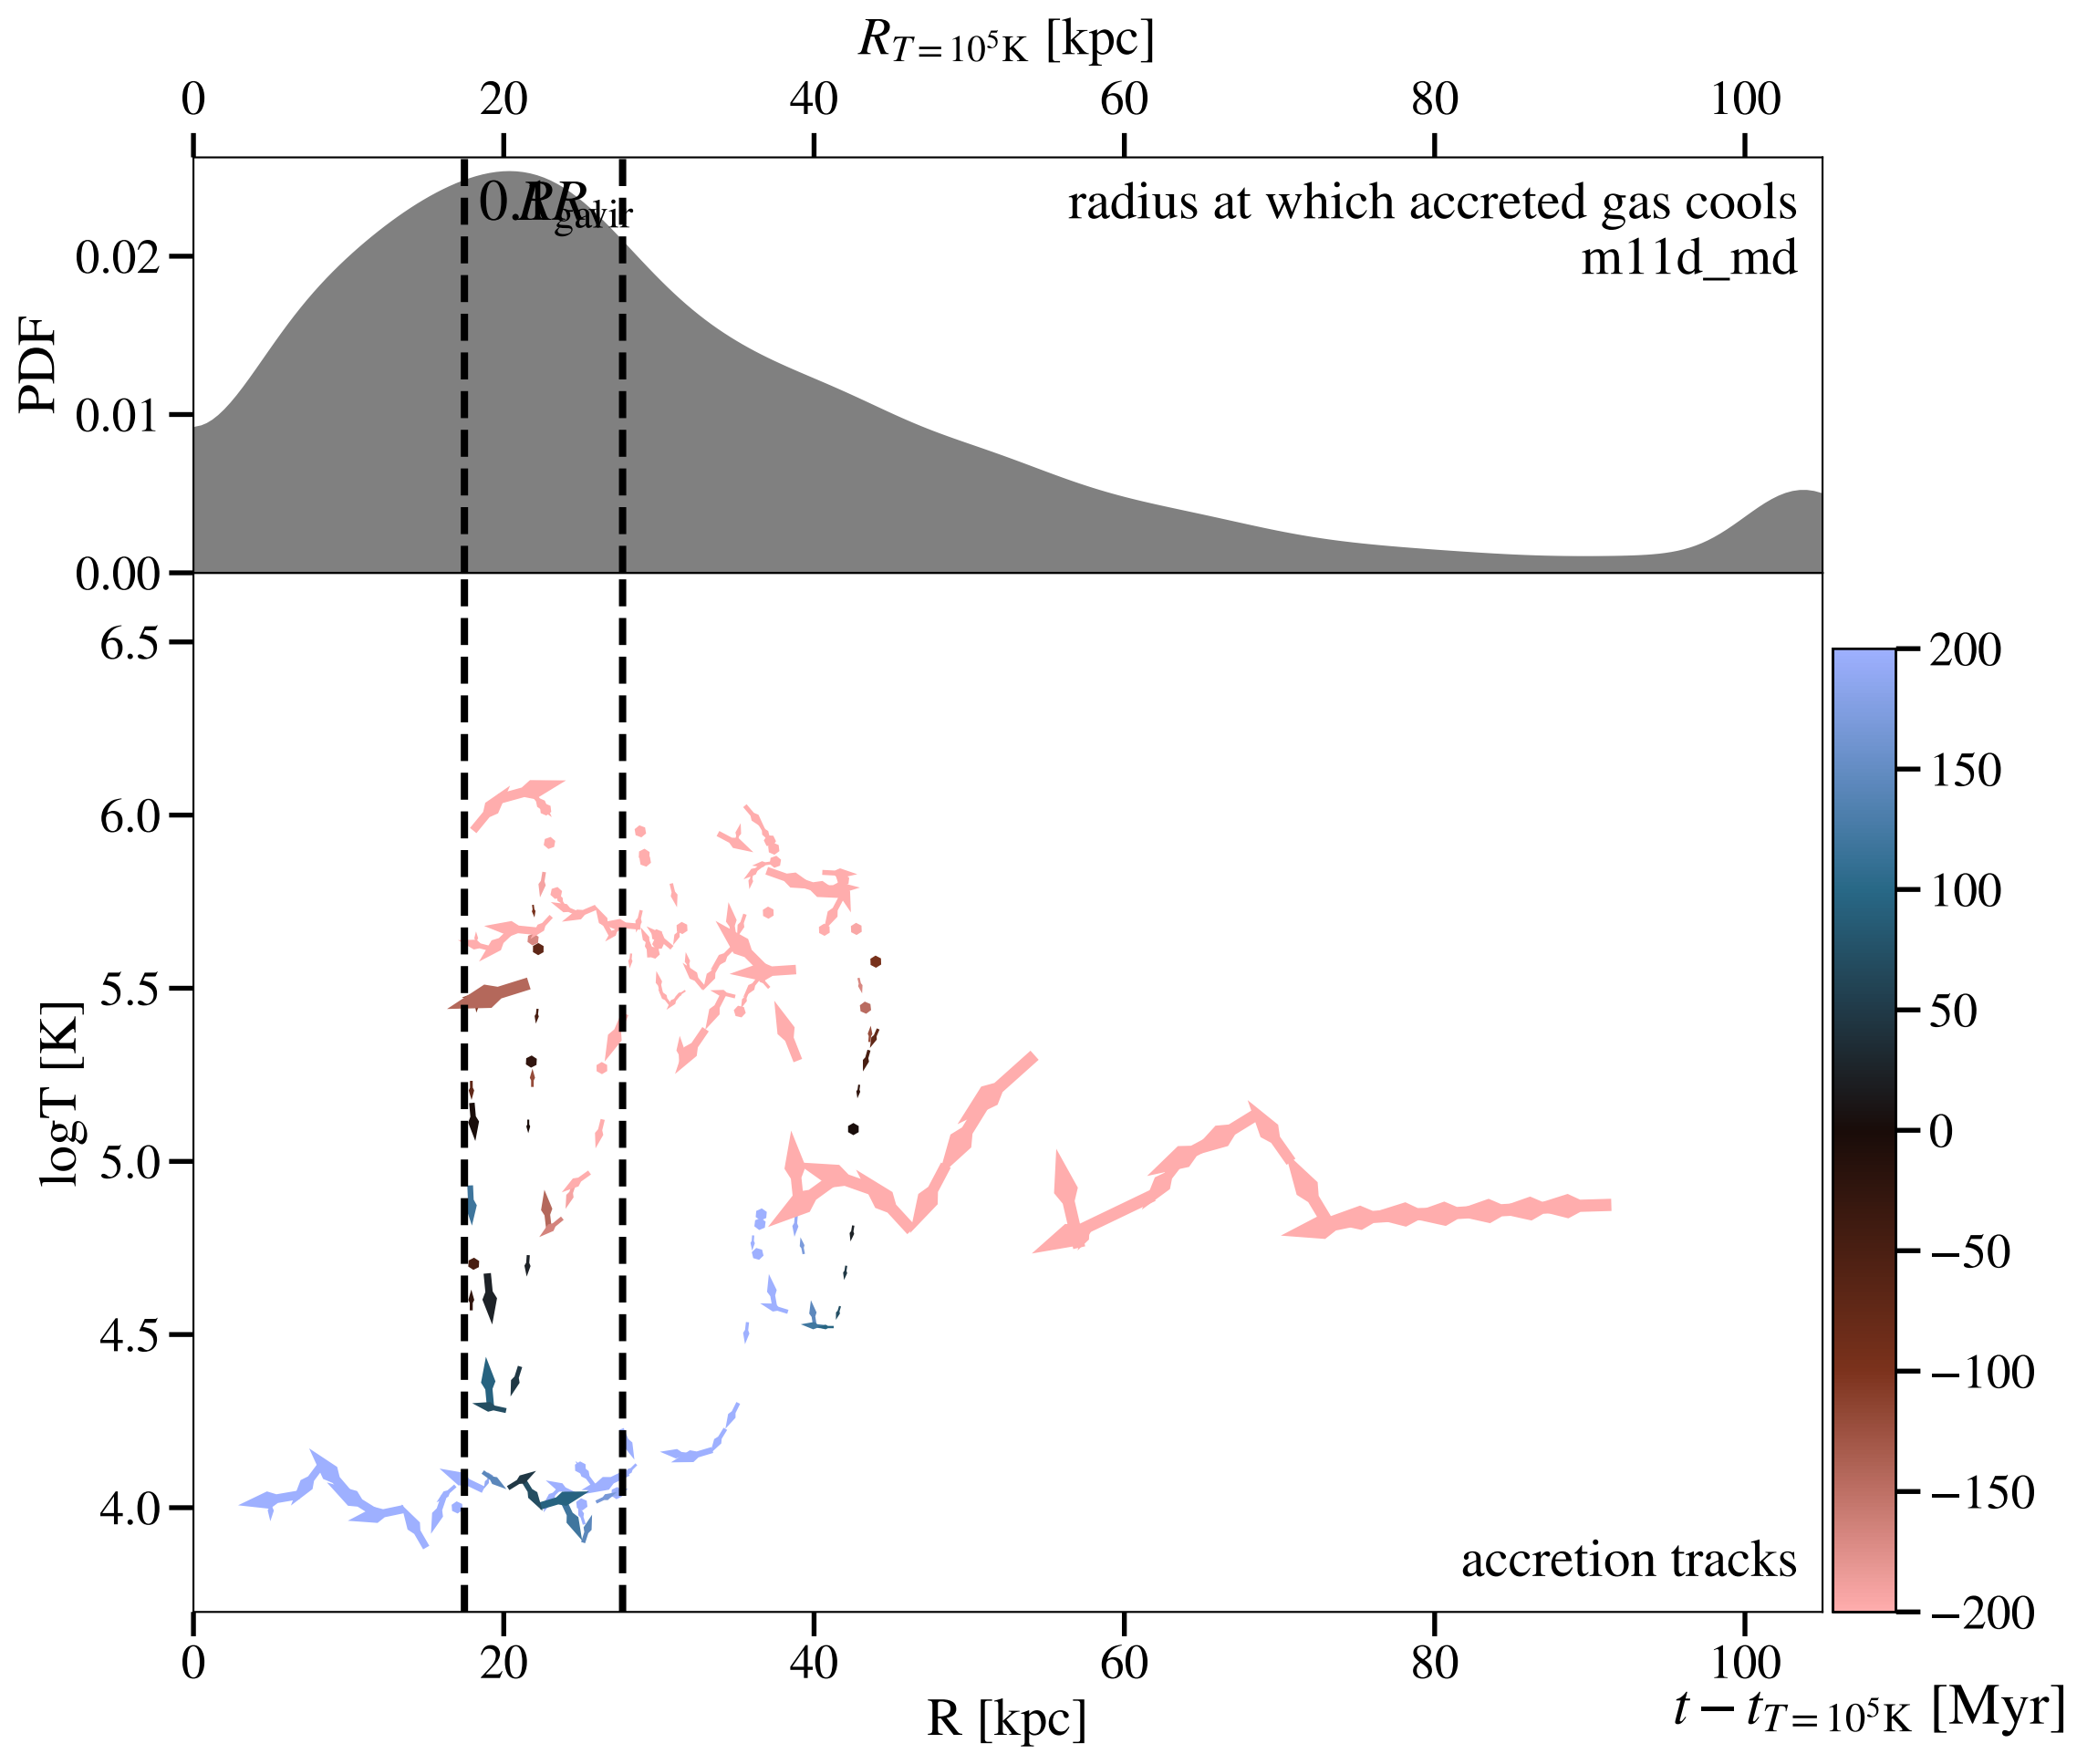 R_{T=10^5K} [kpc]
0 20 40 60 80 100
radius at which accreted gas cools
m11d_md
PDF
0.02
0.01
0.00
6.5
6.0
5.5
5.0
4.5
4.0
logT [K]
accretion tracks
200
150
100
50
0
−50
−100
−150
−200
0 20 40 60 80 100
R [kpc]
t − t_{T=10^5K} [Myr]